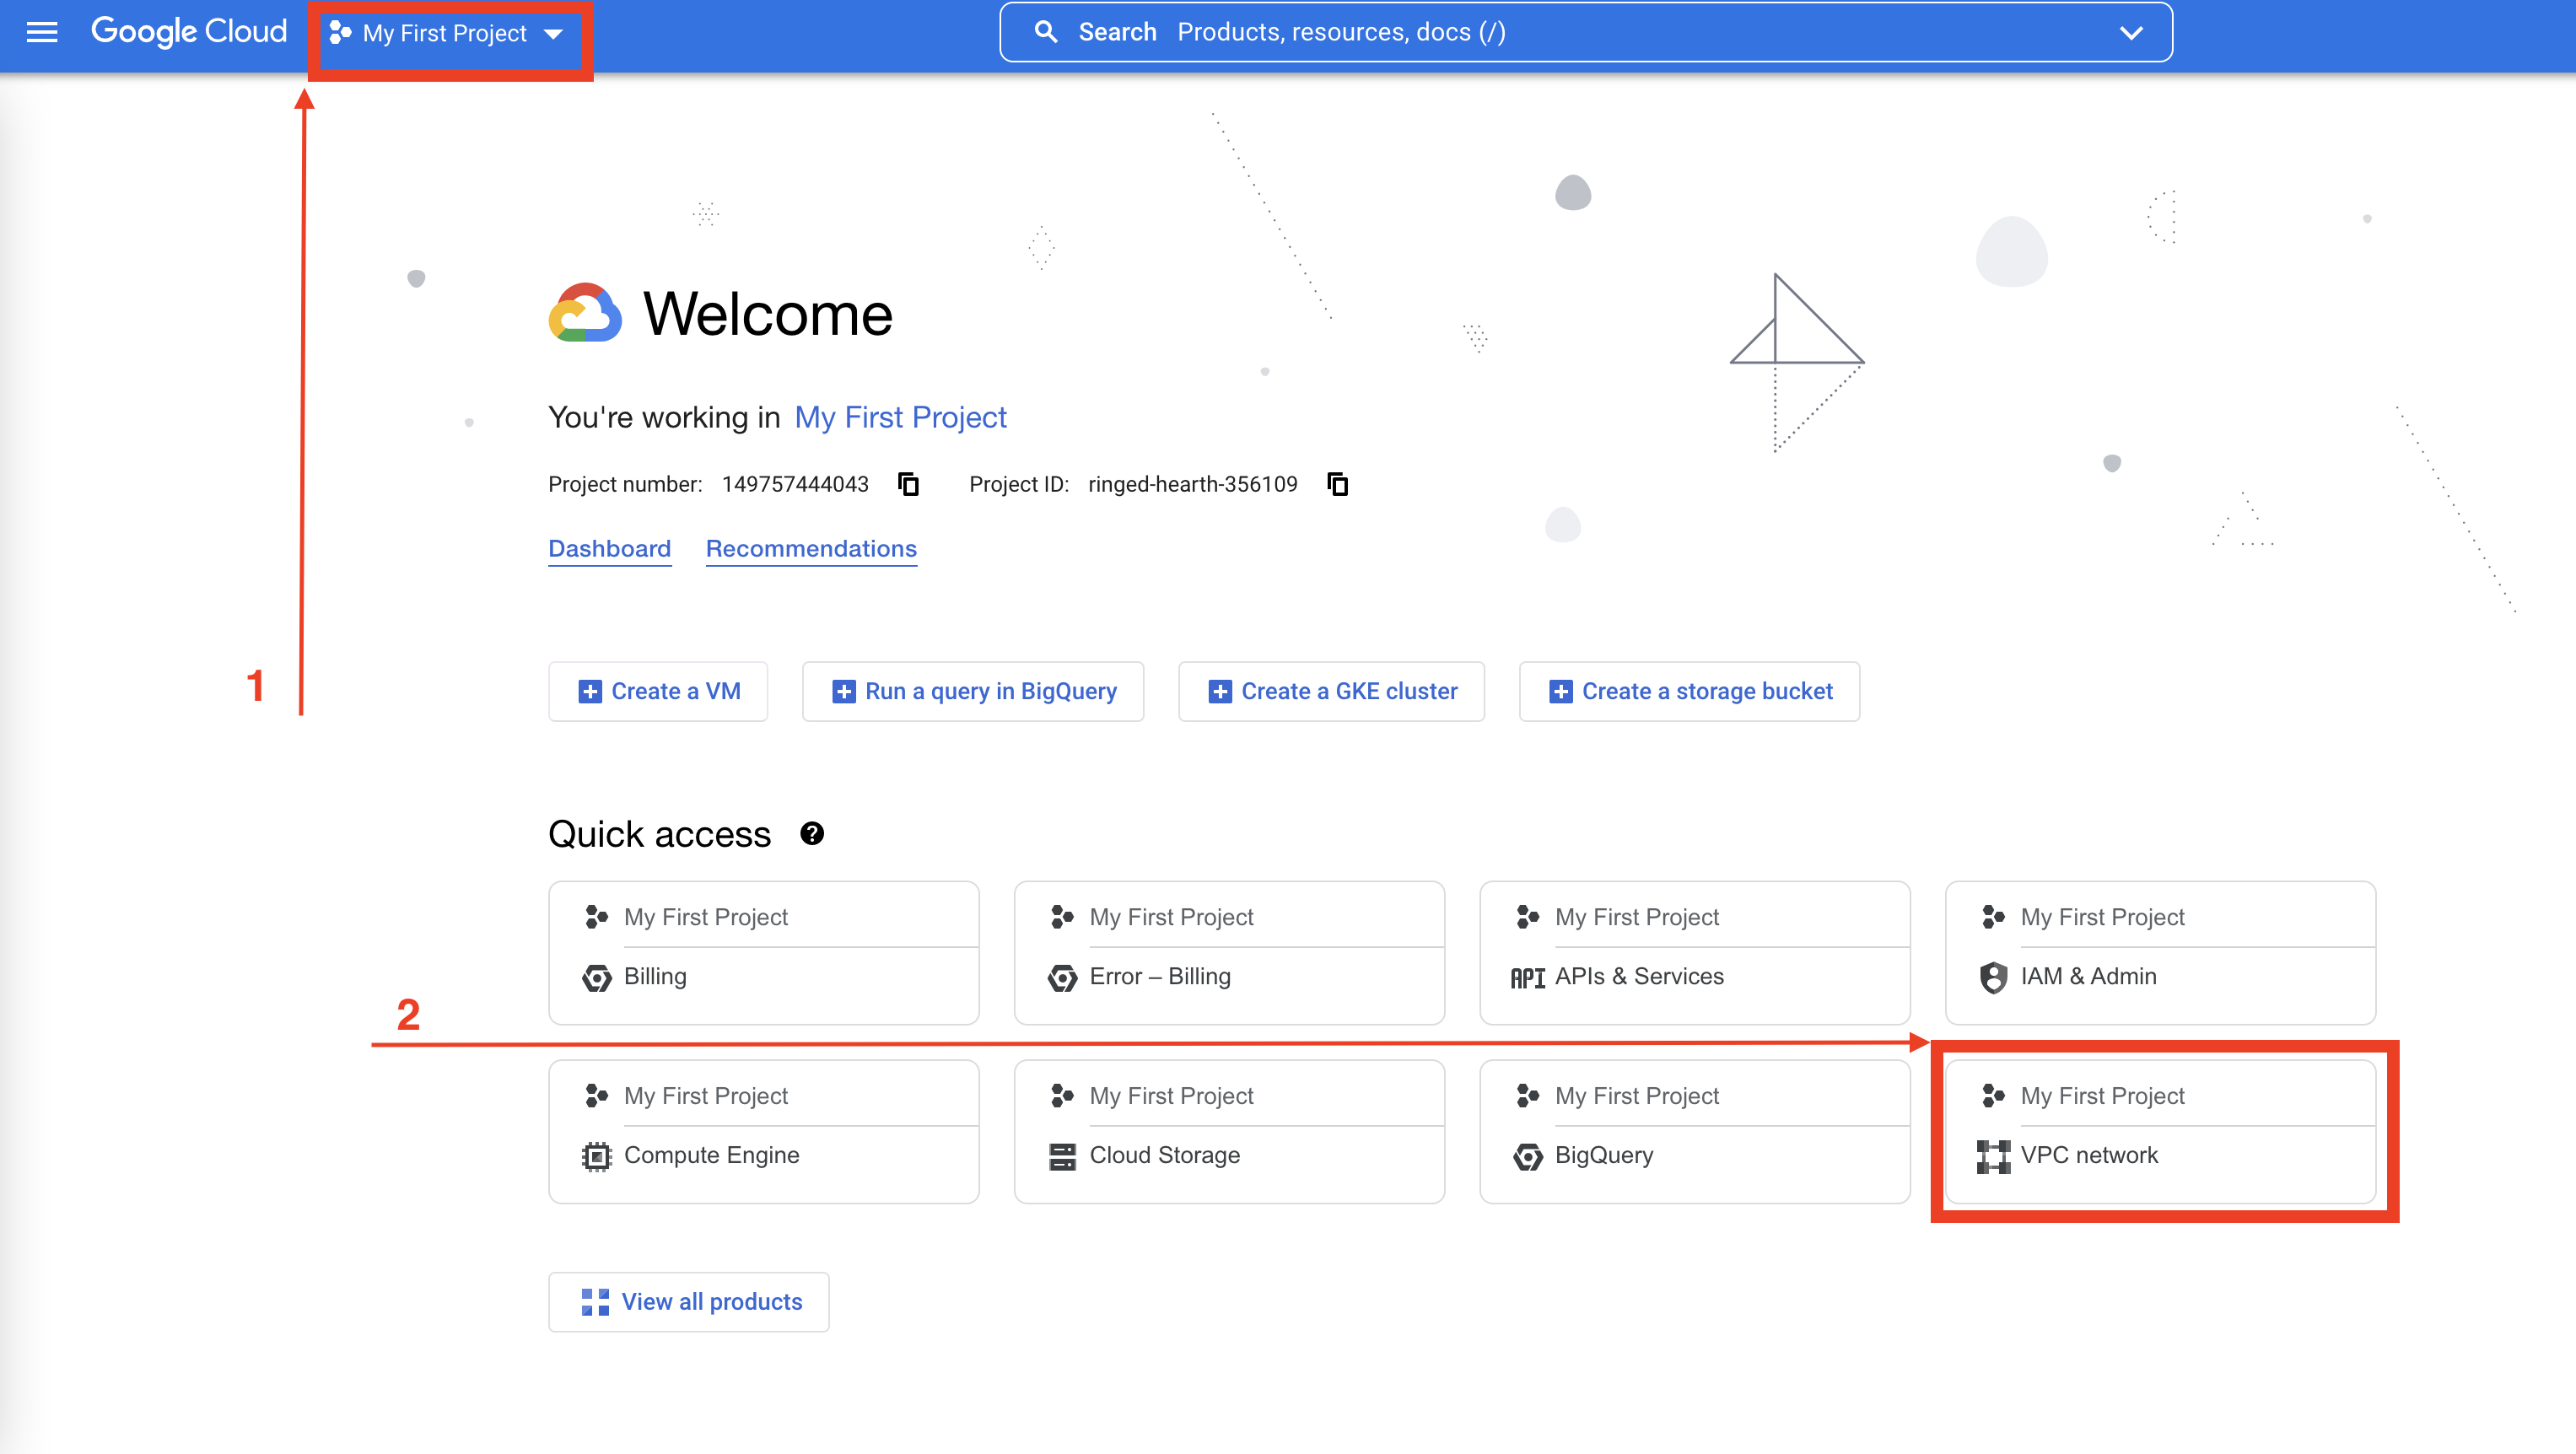 Google Cloud My First Project Search Products, resources, docs (/)
Welcome
You're working in My First Project
Project number: 149757444043 Project ID: ringed-hearth-356109
Dashboard Recommendations
1
Create a VM Run a query in BigQuery Create a GKE cluster Create a storage bucket
Quick access ?
My First Project My First Project My First Project My First Project
Billing Error – Billing API APIs & Services IAM & Admin
2
My First Project My First Project My First Project My First Project
Compute Engine Cloud Storage BigQuery VPC network
View all products